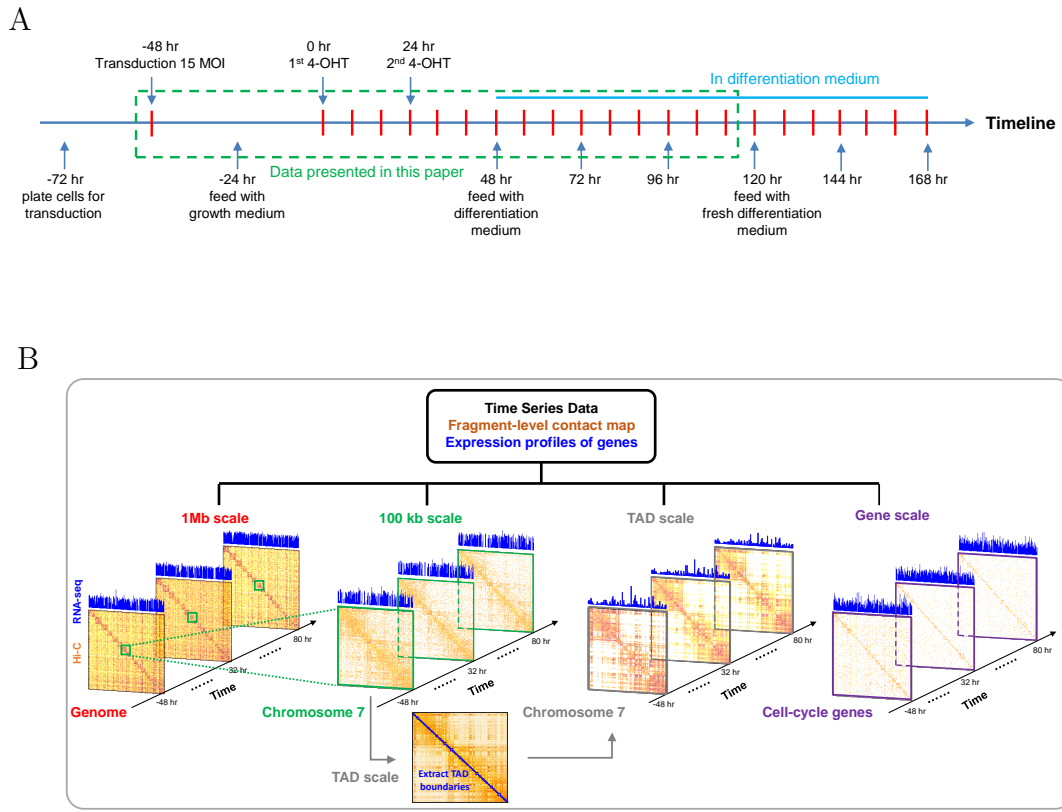 A
-48 hr
Transduction 15 MOI
0 hr
1st 4-OHT
24 hr
2nd 4-OHT
In differentiation medium
Timeline
Data presented in this paper
-72 hr
plate cells for
transduction
-24 hr
feed with
growth medium
48 hr
feed with
differentiation
medium
72 hr
96 hr
120 hr
feed with
fresh differentiation
medium
144 hr
168 hr
B
Time Series Data
Fragment-level contact map
Expression profiles of genes
1Mb scale
100 kb scale
TAD scale
Gene scale
RNA-seq
Hi-C
-48 hr
......
32 hr
......
80 hr
Time
Genome
-48 hr
......
32 hr
......
80 hr
Time
Chromosome 7
-48 hr
......
32 hr
......
80 hr
Time
Chromosome 7
-48 hr
......
32 hr
......
80 hr
Time
Cell-cycle genes
TAD scale
Extract TAD
boundaries